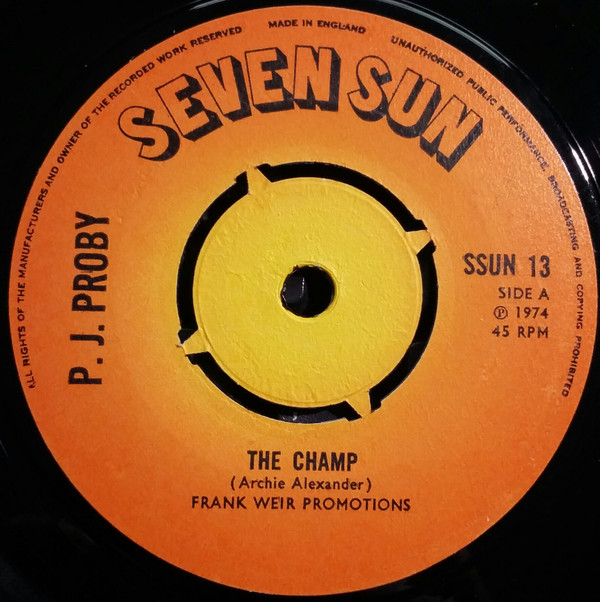 ALL RIGHTS OF THE MANUFACTURERS AND OWNER OF THE RECORDED WORK RESERVED MADE IN ENGLAND UNAUTHORIZED PUBLIC PERFORMANCE, BROADCASTING AND COPYING PROHIBITED
SEVEN SUN
P. J. PROBY
SSUN 13
SIDE A
Ⓟ 1974
45 RPM
THE CHAMP
(Archie Alexander)
FRANK WEIR PROMOTIONS